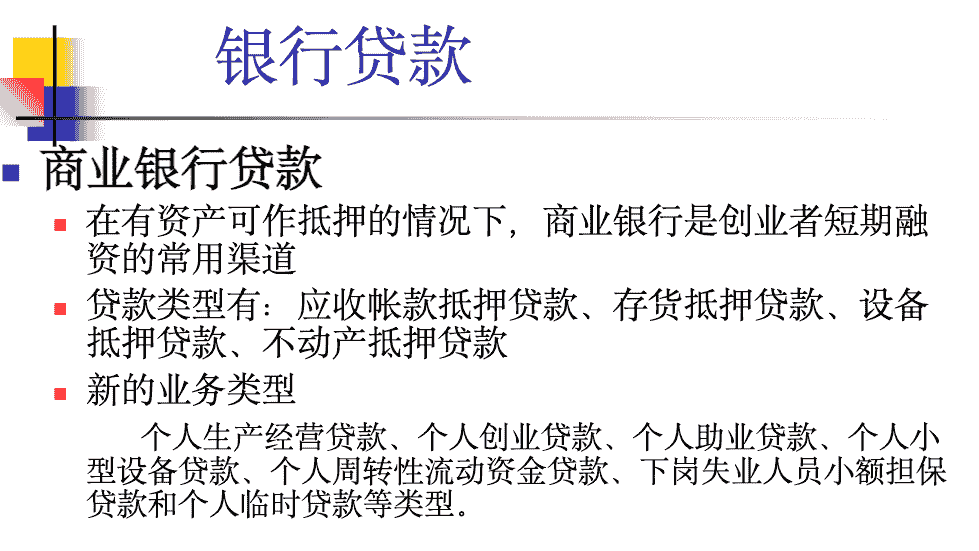 银行贷款
商业银行贷款
在有资产可作抵押的情况下，商业银行是创业者短期融
资的常用渠道
贷款类型有：应收帐款抵押贷款、存货抵押贷款、设备
抵押贷款、不动产抵押贷款
新的业务类型
个人生产经营贷款、个人创业贷款、个人助业贷款、个人小
型设备贷款、个人周转性流动资金贷款、下岗失业人员小额担保
贷款和个人临时贷款等类型。